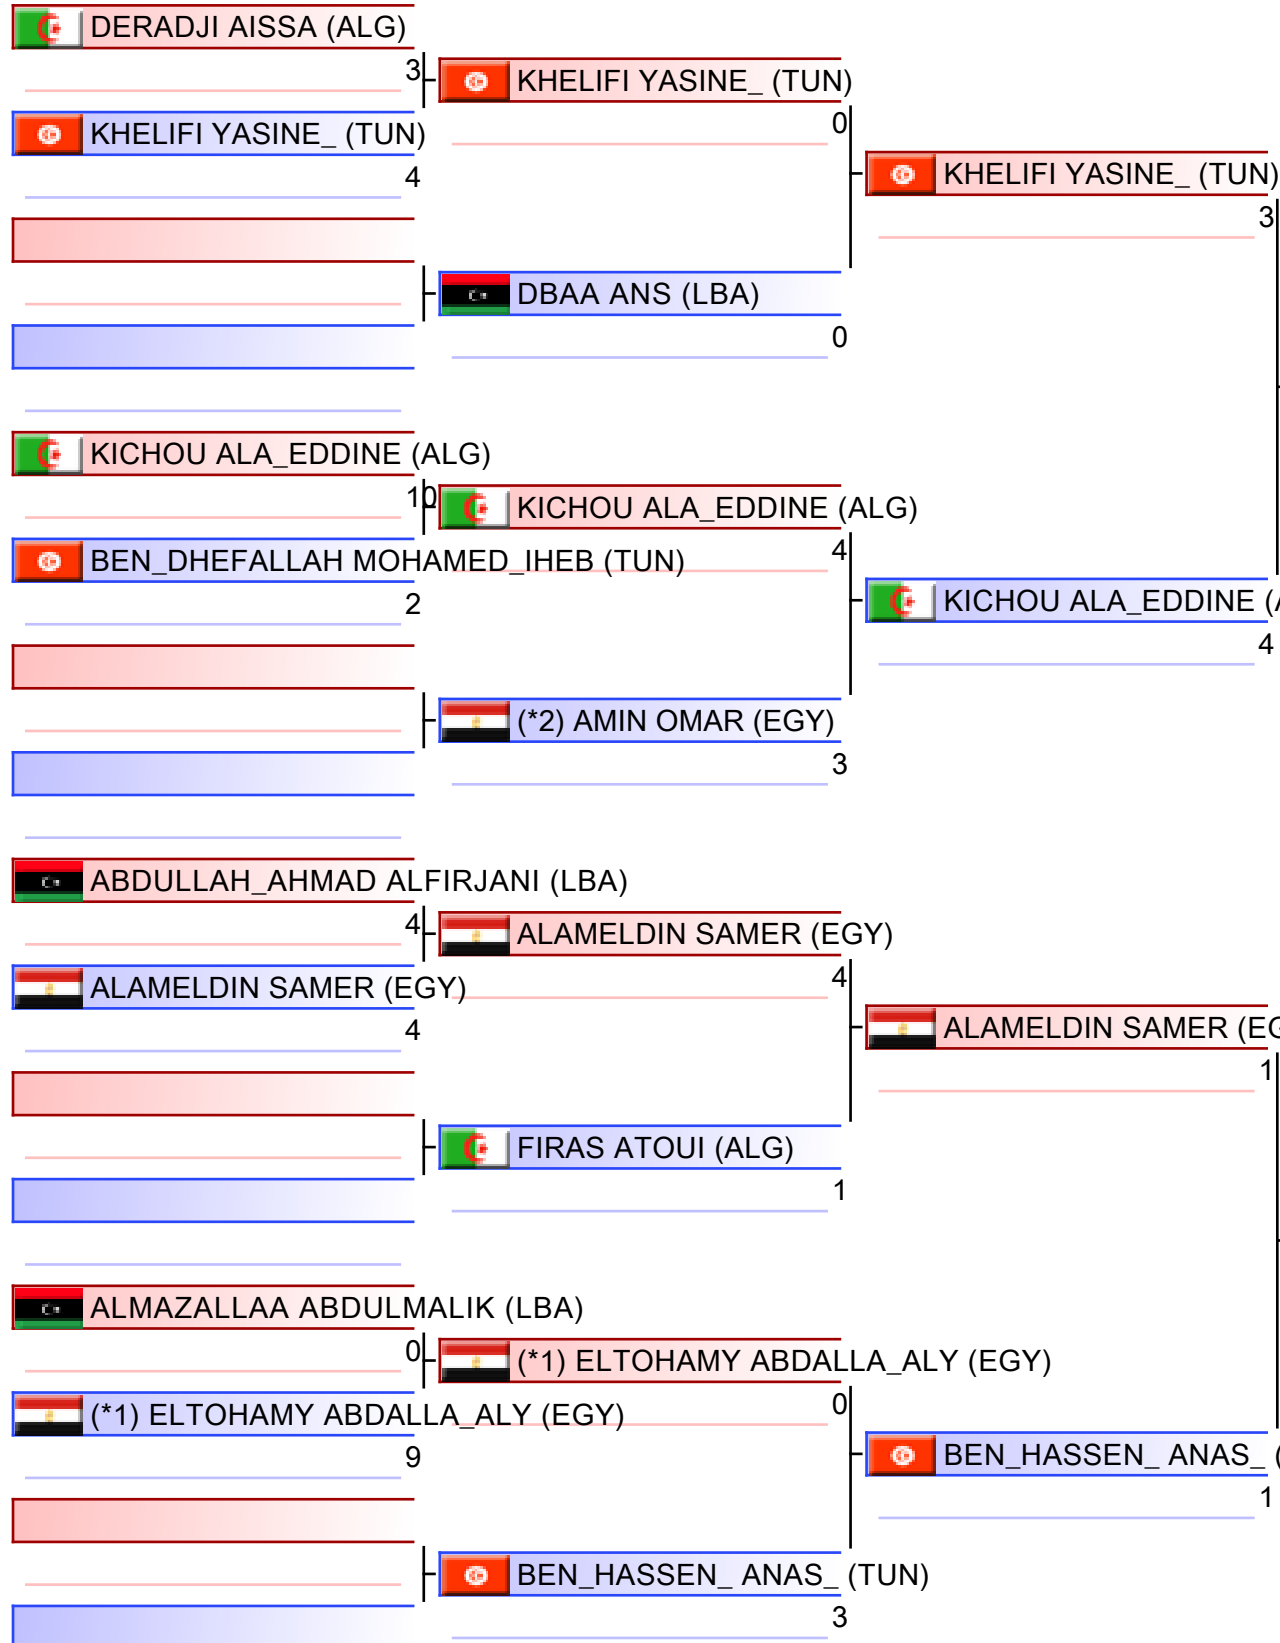 DERADJI AISSA (ALG)
3
KHELIFI YASINE_ (TUN)
KHELIFI YASINE_ (TUN)
0
4
KHELIFI YASINE_ (TUN)
3
DBAA ANS (LBA)
0
KICHOU ALA_EDDINE (ALG)
10
KICHOU ALA_EDDINE (ALG)
4
BEN_DHEFALLAH MOHAMED_IHEB (TUN)
2
KICHOU ALA_EDDINE (
4
(*2) AMIN OMAR (EGY)
3
ABDULLAH_AHMAD ALFIRJANI (LBA)
4
ALAMELDIN SAMER (EGY)
4
ALAMELDIN SAMER (EGY)
4
ALAMELDIN SAMER (EG
1
FIRAS ATOUI (ALG)
1
ALMAZALLAA ABDULMALIK (LBA)
0
(*1) ELTOHAMY ABDALLA_ALY (EGY)
0
(*1) ELTOHAMY ABDALLA_ALY (EGY)
9
BEN_HASSEN_ ANAS_ (
1
BEN_HASSEN_ ANAS_ (TUN)
3